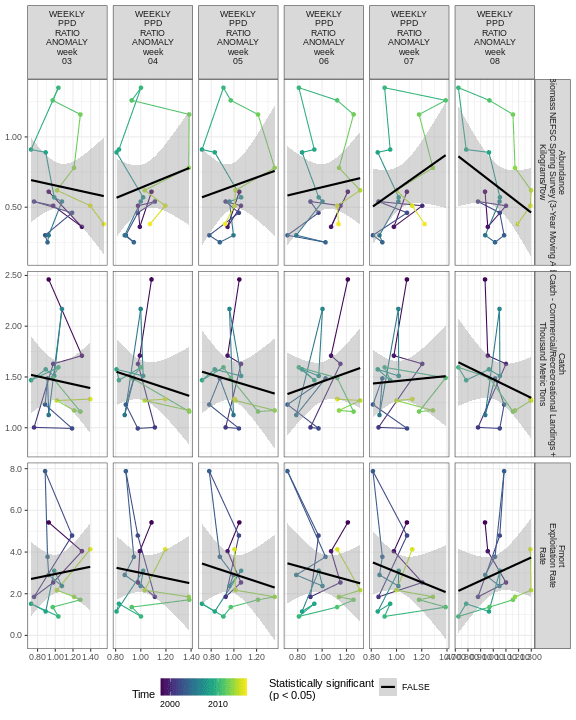 WEEKLY
PPD
RATIO
ANOMALY
week
03
WEEKLY
PPD
RATIO
ANOMALY
week
04
WEEKLY
PPD
RATIO
ANOMALY
week
05
WEEKLY
PPD
RATIO
ANOMALY
week
06
WEEKLY
PPD
RATIO
ANOMALY
week
07
WEEKLY
PPD
RATIO
ANOMALY
week
08
1.00
0.50
Abundance
Biomass NEFSC Spring Survey (3-Year Moving A
Kilograms/Tow
2.50
2.00
1.50
1.00
Catch
Catch - Commercial/Recreational Landings +
Thousand Metric Tons
8.0
6.0
4.0
2.0
0.0
Fmort
Exploitation Rate
Rate
0.80 1.00 1.20 1.40
0.80 1.00 1.20 1.40
0.80 1.00 1.20
0.80 1.00 1.20
0.80 1.00 1.20
Time
2000 2010
Statistically significant
(p < 0.05)
FALSE